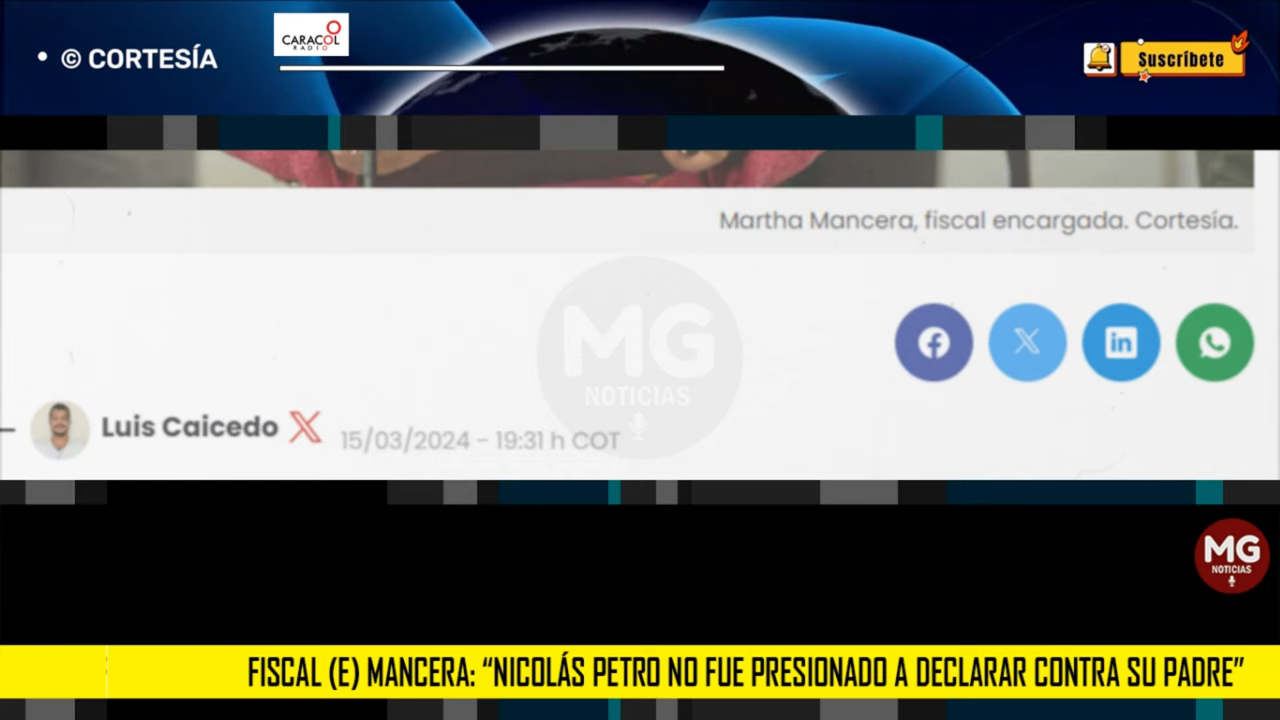 • © CORTESÍA
CARACOL
RADIO
Suscríbete
Martha Mancera, fiscal encargada. Cortesía.
MG
NOTICIAS
Luis Caicedo
15/03/2024 - 19:31 h COT
MG
NOTICIAS
FISCAL (E) MANCERA: “NICOLÁS PETRO NO FUE PRESIONADO A DECLARAR CONTRA SU PADRE”